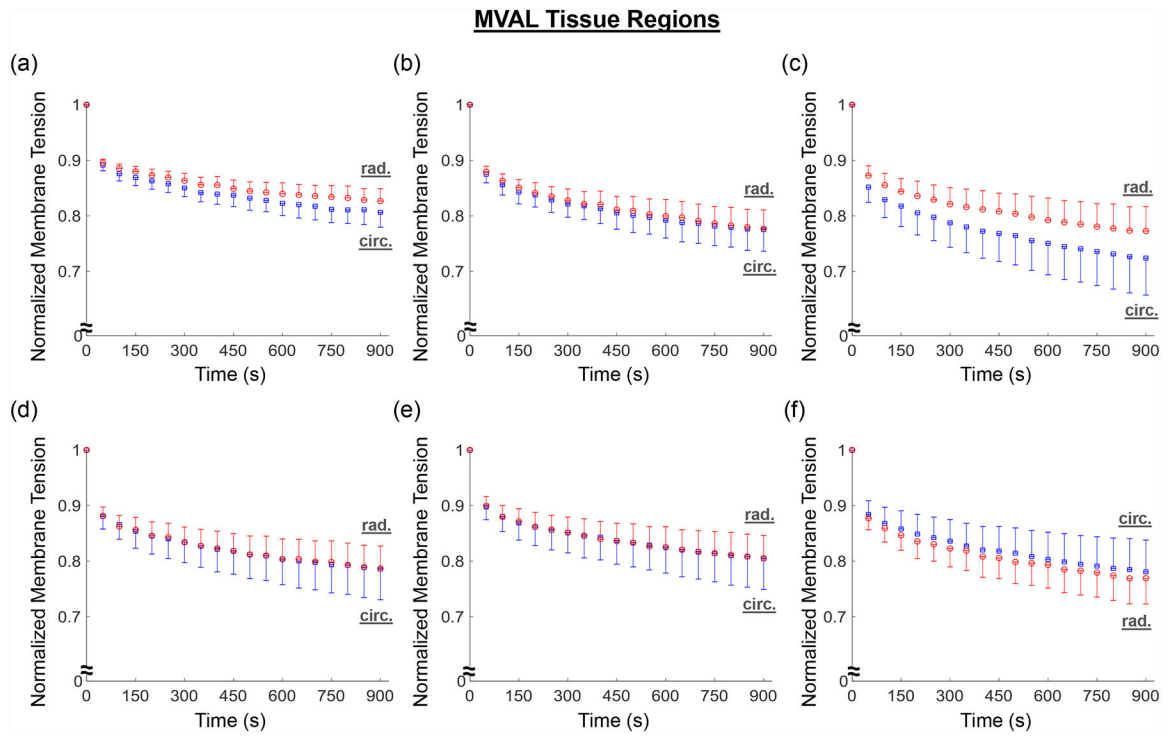 MVAL Tissue Regions
(a)
Normalized Membrane Tension
1
0.9
0.8
0.7
0
rad.
circ.
0 150 300 450 600 750 900
Time (s)
(b)
Normalized Membrane Tension
1
0.9
0.8
0.7
0
rad.
circ.
0 150 300 450 600 750 900
Time (s)
(c)
Normalized Membrane Tension
1
0.9
0.8
0.7
0
rad.
circ.
0 150 300 450 600 750 900
Time (s)
(d)
Normalized Membrane Tension
1
0.9
0.8
0.7
0
rad.
circ.
0 150 300 450 600 750 900
Time (s)
(e)
Normalized Membrane Tension
1
0.9
0.8
0.7
0
rad.
circ.
0 150 300 450 600 750 900
Time (s)
(f)
Normalized Membrane Tension
1
0.9
0.8
0.7
0
circ.
rad.
0 150 300 450 600 750 900
Time (s)